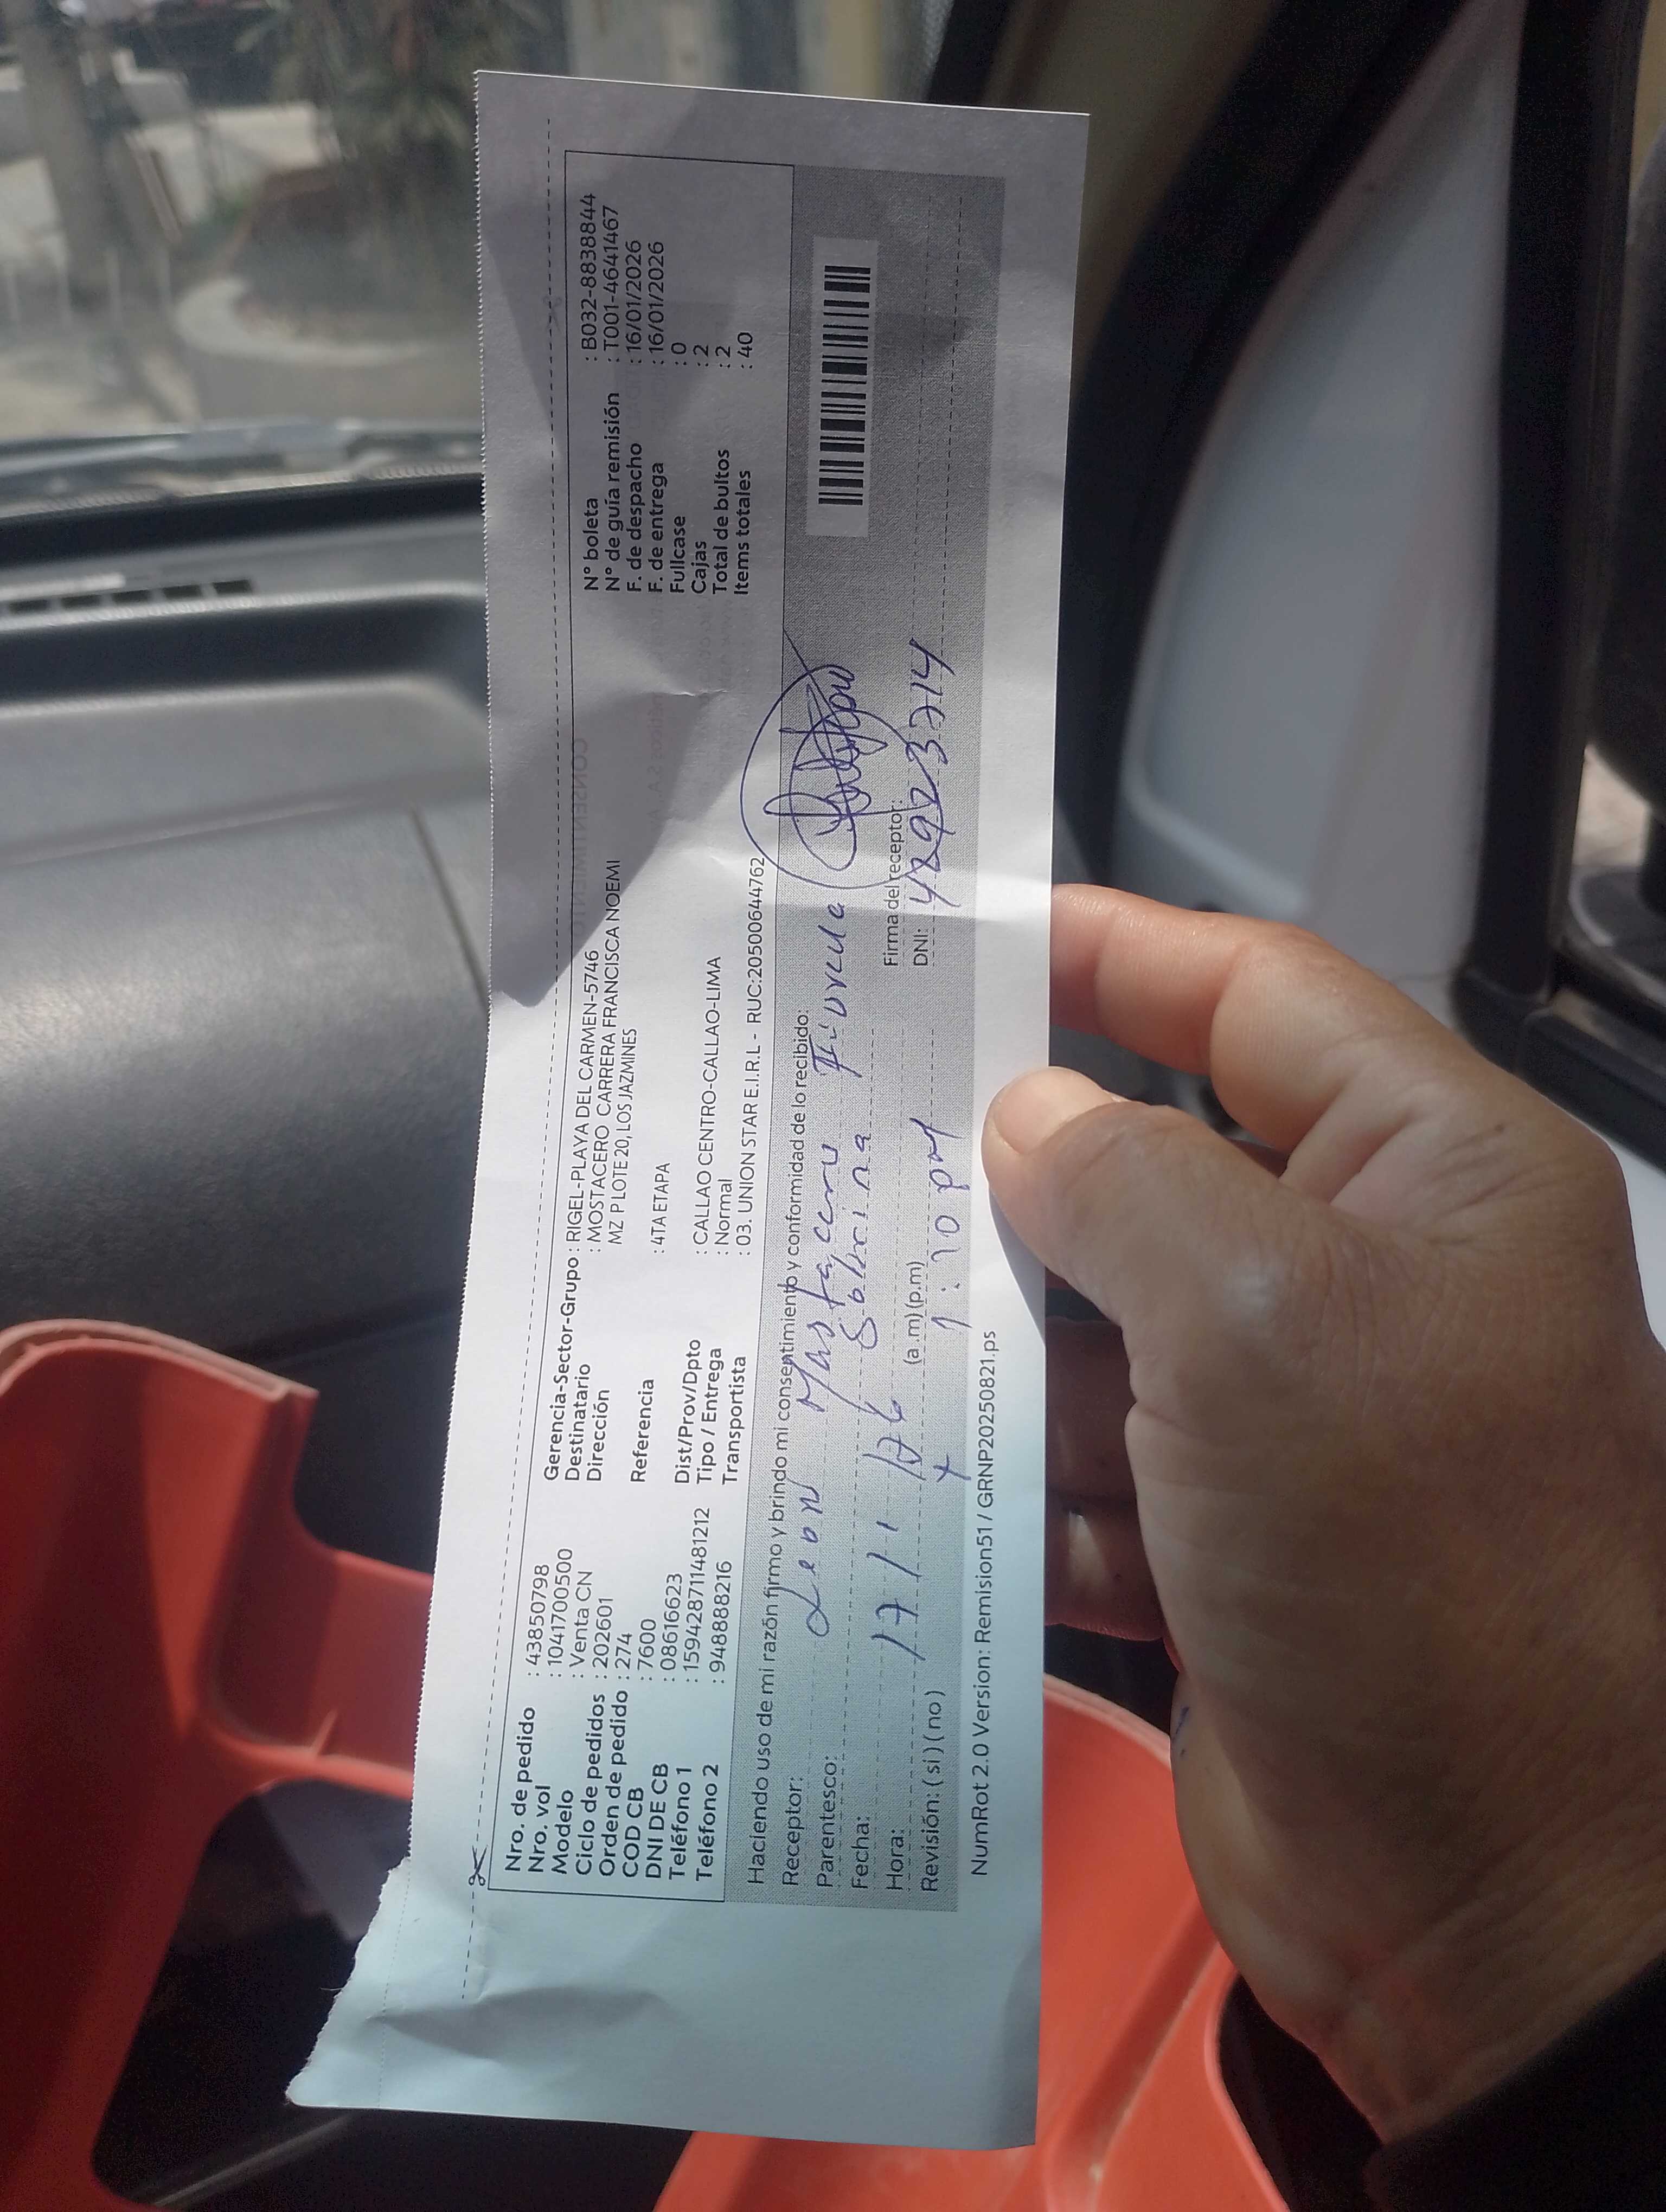 Nro. de pedido : 43850798
Nro. vol : 1041700500
Modelo : Venta CN
Ciclo de pedidos : 202601
Orden de pedido : 274
COD CB : 7600
DNI DE CB : 08616623
Teléfono 1 : 15942871148​1212
Teléfono 2 : 948888216
Gerencia-Sector-Grupo : RIGEL-PLAYA DEL CARMEN-5746
Destinatario : MOSTACERO CARRERA FRANCISCA NOEMI
Dirección MZ P LOTE 20, LOS JAZMINES
Referencia : 4TA ETAPA
Dist/Prov/Dpto : CALLAO CENTRO-CALLAO-LIMA
Tipo / Entrega : Normal
Transportista : 03. UNION STAR E.I.R.L - RUC:20500644762
N° boleta : B032-8838844
N° de guía remisión : T001-4641467
F. de despacho : 16/01/2026
F. de entrega : 16/01/2026
Fullcase : 0
Cajas : 2
Total de bultos : 2
Items totales : 40
Haciendo uso de mi razón firmo y brindo mi consentimiento y conformidad de lo recibido:
Receptor: Leon Mostacero Fiorella
Parentesco: Sobrina
Fecha: 17/1/26
Hora: (a .m) (p.m)
Revisión: ( si ) ( no ) 1:10 pm
Firma del receptor:
DNI: 42923714
NumRot 2.0 Version: Remision51 / GRNP20250821.ps